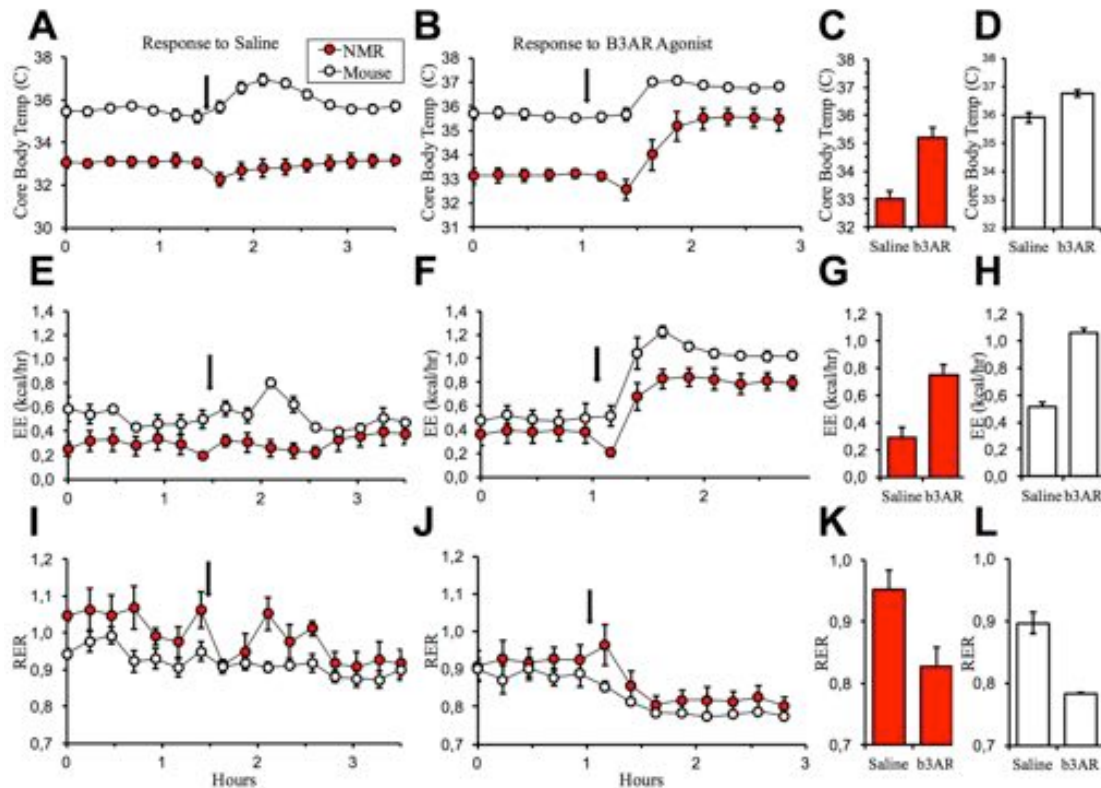 A
Response to Saline
NMR
Mouse
Core Body Temp (C)
38
36
34
32
30
0
1
2
3
B
Response to B3AR Agonist
Core Body Temp (C)
38
37
36
35
34
33
32
31
0
1
2
3
C
Core Body Temp (C)
37
36
35
34
33
32
Saline b3AR
D
Core Body Temp (C)
38
37
36
35
34
33
32
Saline b3AR
E
EE (kcal/hr)
1,4
1,2
1,0
0,8
0,6
0,4
0,2
0,0
0
1
2
3
F
EE (kcal/hr)
1,4
1,2
1,0
0,8
0,6
0,4
0,2
0,0
0
1
2
G
EE (kcal/hr)
1,2
1,0
0,8
0,6
0,4
0,2
0,0
Saline b3AR
H
EE (kcal/hr)
1,2
1,0
0,8
0,6
0,4
0,2
0,0
Saline b3AR
I
RER
1,2
1,1
1,0
0,9
0,8
0,7
0
1
2
3
Hours
J
RER
1,2
1,1
1,0
0,9
0,8
0,7
0
1
2
3
Hours
K
RER
1,0
0,9
0,8
0,7
Saline b3AR
L
RER
1,0
0,9
0,8
0,7
Saline b3AR